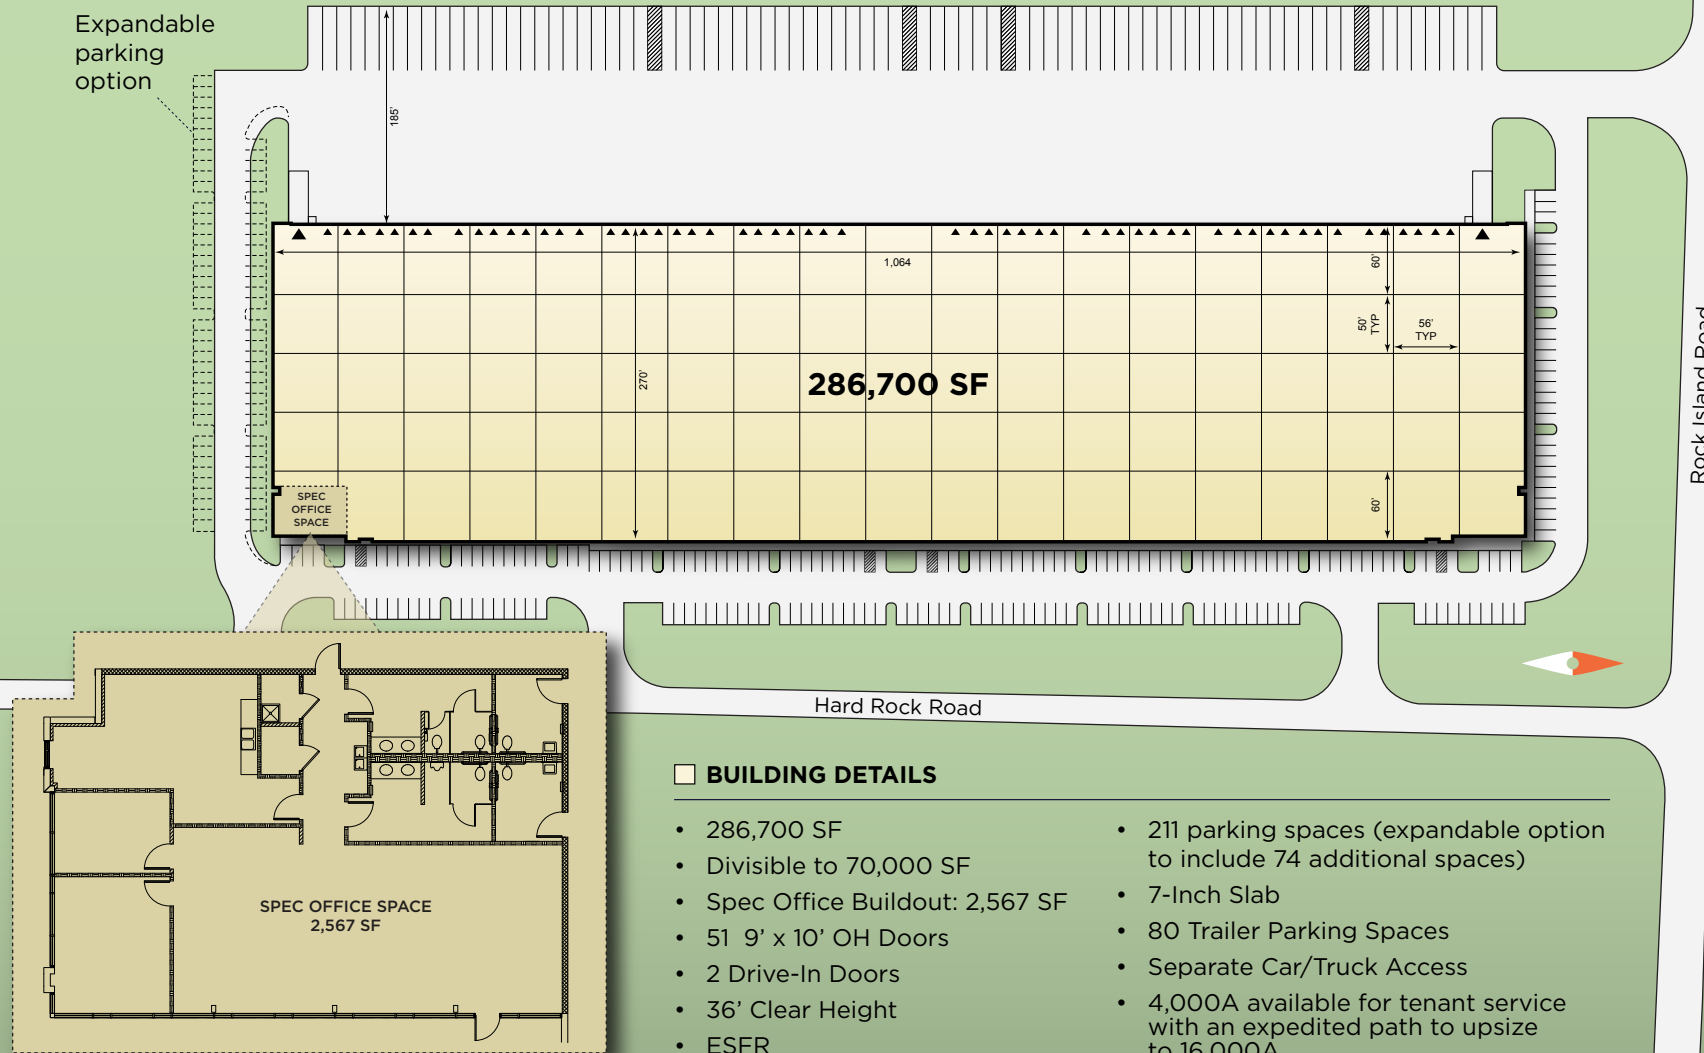 Expandable
parking
option
185'
1,064
60'
50'
TYP
56'
TYP
270'
286,700 SF
60'
SPEC
OFFICE
SPACE
Rock Island Road
Hard Rock Road
SPEC OFFICE SPACE
2,567 SF
BUILDING DETAILS
• 286,700 SF
• Divisible to 70,000 SF
• Spec Office Buildout: 2,567 SF
• 51 9’ x 10’ OH Doors
• 2 Drive-In Doors
• 36’ Clear Height
• ESFR
• 211 parking spaces (expandable option
to include 74 additional spaces)
• 7-Inch Slab
• 80 Trailer Parking Spaces
• Separate Car/Truck Access
• 4,000A available for tenant service
with an expedited path to upsize
to 16,000A